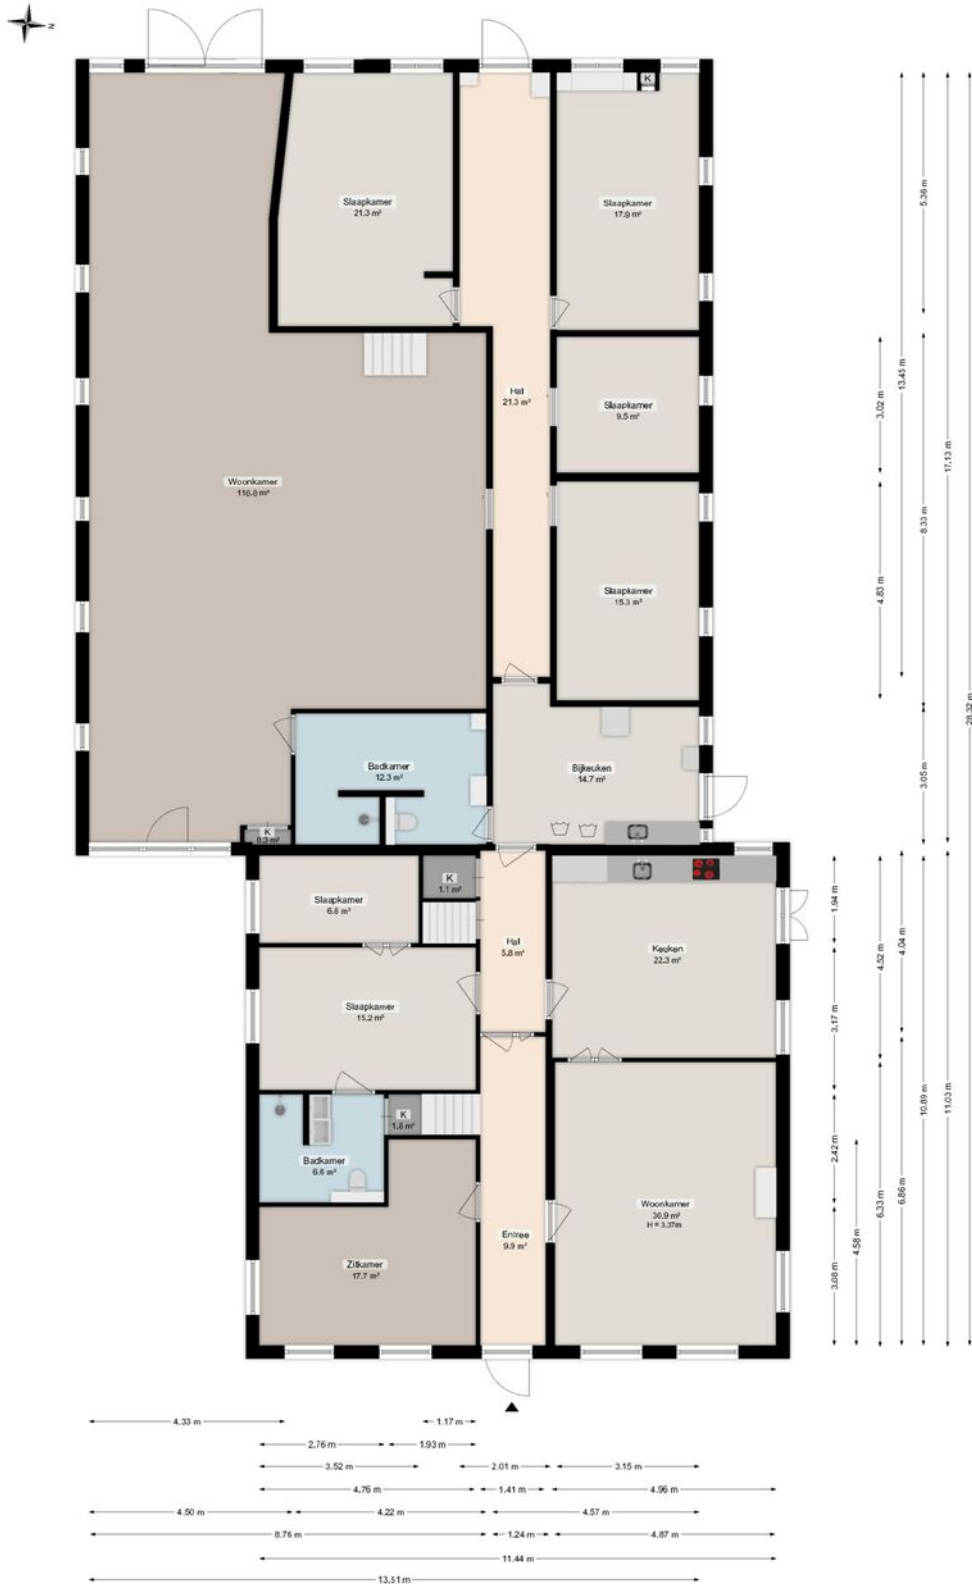 N
K
Slaapkamer
21.3 m²
Slaapkamer
17.9 m²
Hal
21.3 m²
Slaapkamer
9.5 m²
Woonkamer
Slaapkamer
15.3 m²
Badkamer
12.3 m²
Bijkeuken
14.7 m²
K
0.3 m²
Slaapkamer
6.8 m²
K
1.1 m²
Hal
5.8 m²
Keuken
22.3 m²
Slaapkamer
15.2 m²
K
1.8 m²
Badkamer
6.6 m²
Woonkamer
30.9 m²
H = 3.37m
Entree
9.9 m²
Zitkamer
17.7 m²
5.36 m
13.45 m
3.02 m
17.13 m
8.33 m
4.83 m
28.32 m
3.05 m
1.94 m
4.04 m
4.52 m
3.17 m
10.89 m
11.03 m
2.42 m
6.86 m
6.33 m
4.58 m
3.08 m
4.33 m
1.17 m
2.76 m
1.93 m
3.52 m
2.01 m
3.15 m
4.76 m
1.41 m
4.96 m
4.50 m
4.22 m
4.57 m
8.76 m
1.24 m
4.87 m
11.44 m
13.51 m